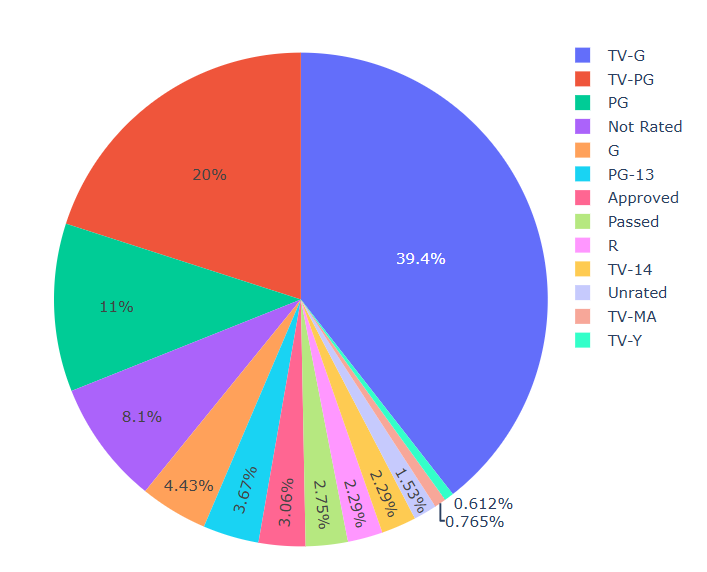 TV-G
TV-PG
PG
Not Rated
G
PG-13
Approved
Passed
R
TV-14
Unrated
TV-MA
TV-Y
39.4%
20%
11%
8.1%
4.43%
3.67%
3.06%
2.75%
2.29%
2.29%
1.53%
0.765%
0.612%